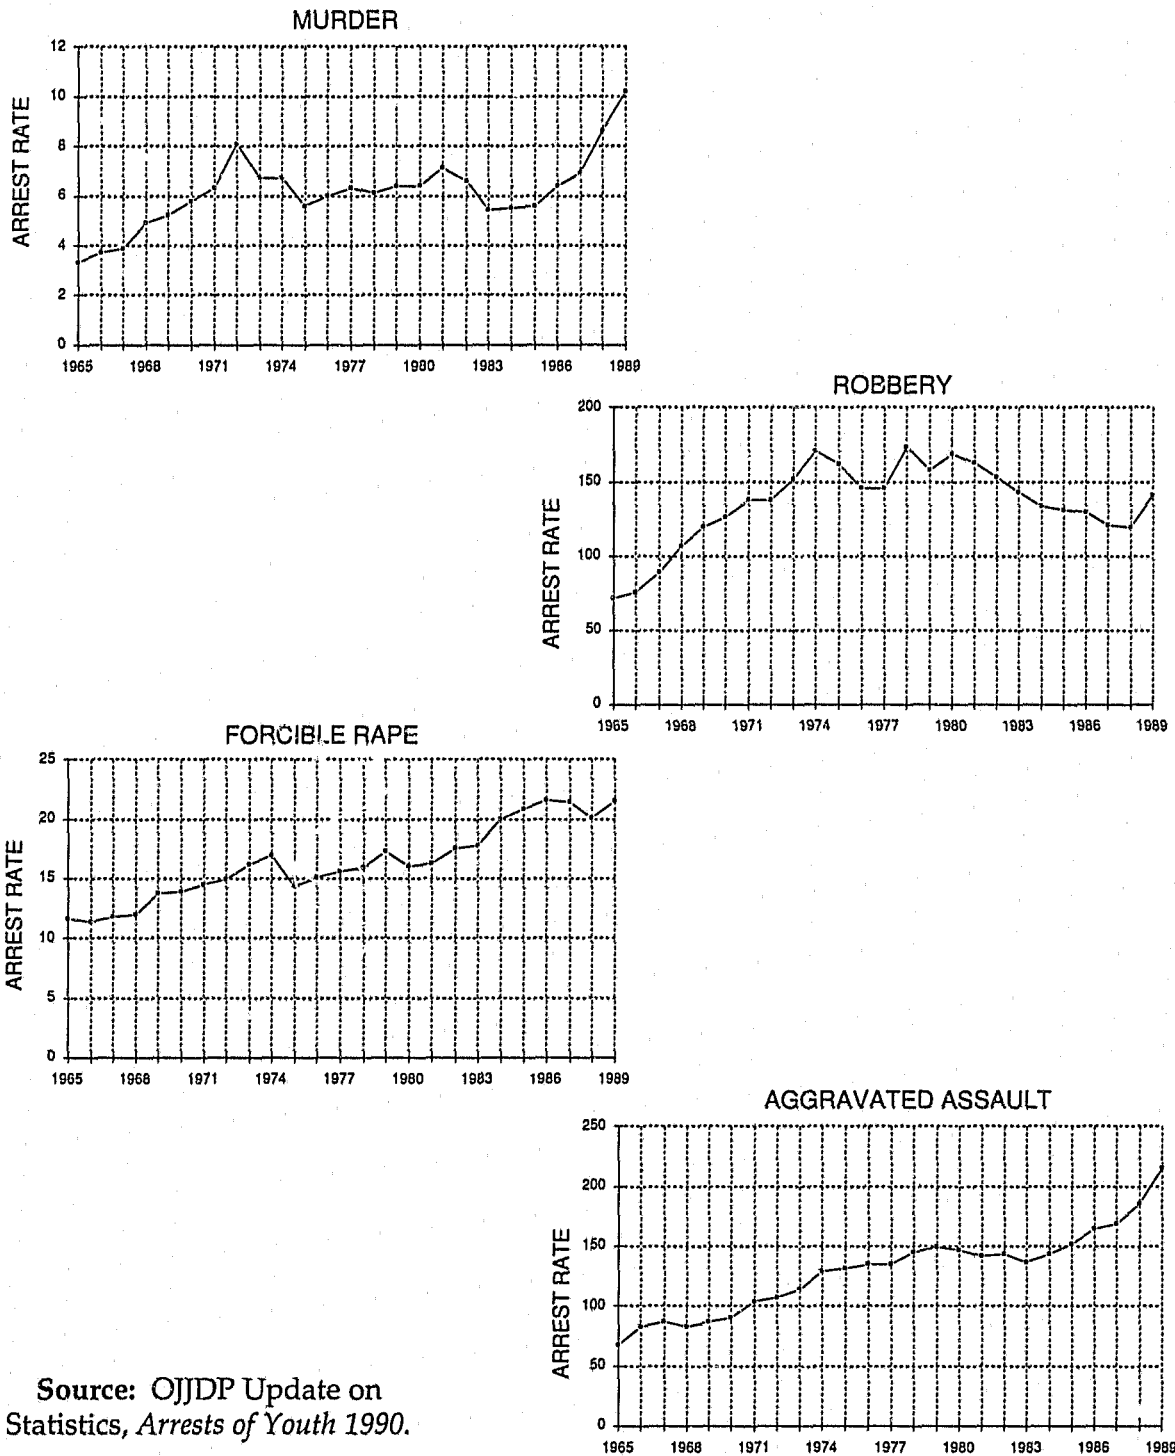 MURDER
ARREST RATE
12
10
8
6
4
2
0
1965 1968 1971 1974 1977 1980 1983 1986 1989
ROBBERY
ARREST RATE
200
150
100
50
0
1965 1968 1971 1974 1977 1980 1983 1986 1989
FORCIBLE RAPE
ARREST RATE
25
20
15
10
5
0
1965 1968 1971 1974 1977 1980 1983 1986 1989
AGGRAVATED ASSAULT
ARREST RATE
250
200
150
100
50
0
1965 1968 1971 1974 1977 1980 1983 1986 1989
Source: OJJDP Update on
Statistics, Arrests of Youth 1990.